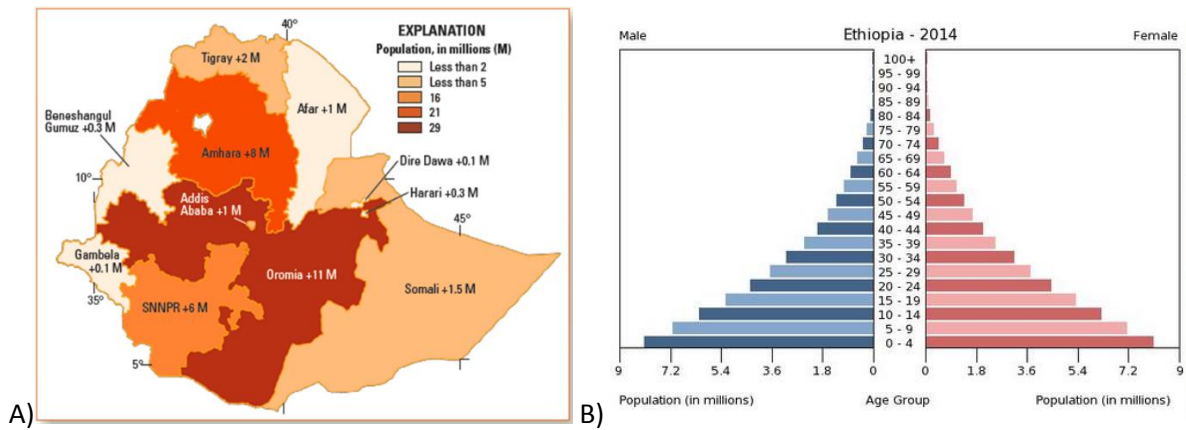 A)
40°
EXPLANATION
Population, in millions (M)
Less than 2
Less than 5
16
21
29
Tigray +2 M
Afar +1 M
Beneshangul
Gumuz +0.3 M
Amhara +8 M
Dire Dawa +0.1 M
10°
Addis
Ababa +1 M
Harari +0.3 M
45°
Gambela
+0.1 M
Oromia +11 M
Somali +1.5 M
35°
SNNPR +6 M
5°
B)
Male
Ethiopia - 2014
Female
100+
95 - 99
90 - 94
85 - 89
80 - 84
75 - 79
70 - 74
65 - 69
60 - 64
55 - 59
50 - 54
45 - 49
40 - 44
35 - 39
30 - 34
25 - 29
20 - 24
15 - 19
10 - 14
5 - 9
0 - 4
9 7.2 5.4 3.6 1.8 0 0 1.8 3.6 5.4 7.2 9
Population (in millions) Age Group Population (in millions)